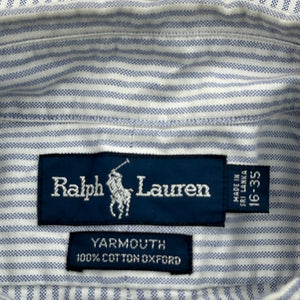 Ralph Lauren
MADE IN
SRI LANKA
16-35
YARMOUTH
100% COTTON OXFORD